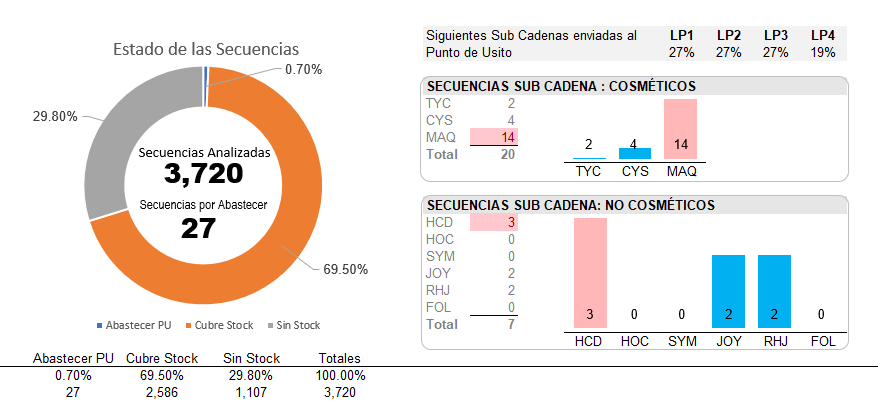 Estado de las Secuencias
0.70%
29.80%
Secuencias Analizadas
3,720
Secuencias por Abastecer
27
69.50%
Abastecer PU Cubre Stock Sin Stock
Abastecer PU Cubre Stock Sin Stock Totales
0.70% 69.50% 29.80% 100.00%
27 2,586 1,107 3,720
Siguientes Sub Cadenas enviadas al LP1 LP2 LP3 LP4
Punto de Usito 27% 27% 27% 19%
SECUENCIAS SUB CADENA : COSMÉTICOS
TYC 2
CYS 4
MAQ 14
Total 20
2 4 14
TYC CYS MAQ
SECUENCIAS SUB CADENA: NO COSMÉTICOS
HCD 3
HOC 0
SYM 0
JOY 2
RHJ 2
FOL 0
Total 7
3 0 0 2 2 0
HCD HOC SYM JOY RHJ FOL